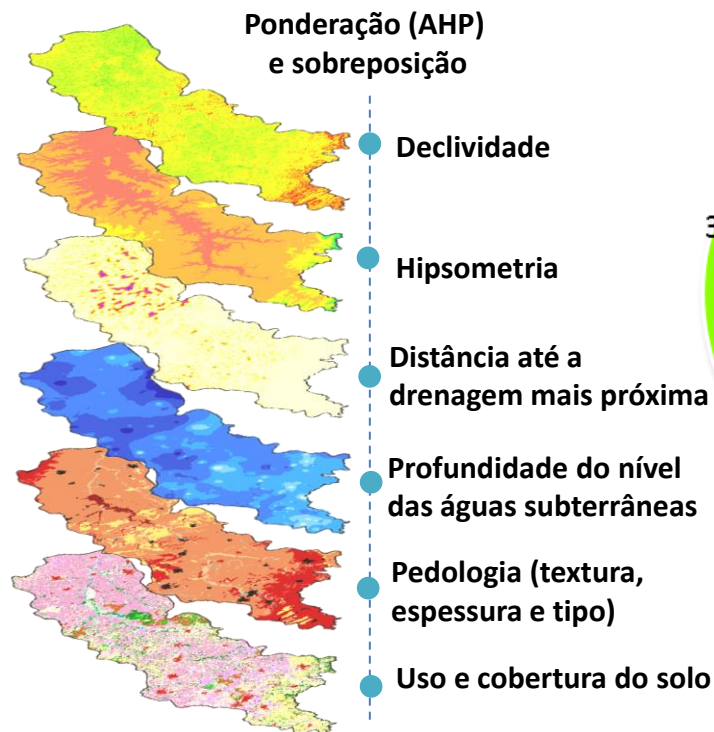 Ponderação (AHP)
e sobreposição
Declividade
Hipsometria
3
Distância até a
drenagem mais próxima
Profundidade do nível
das águas subterrâneas
Pedologia (textura,
espessura e tipo)
Uso e cobertura do solo